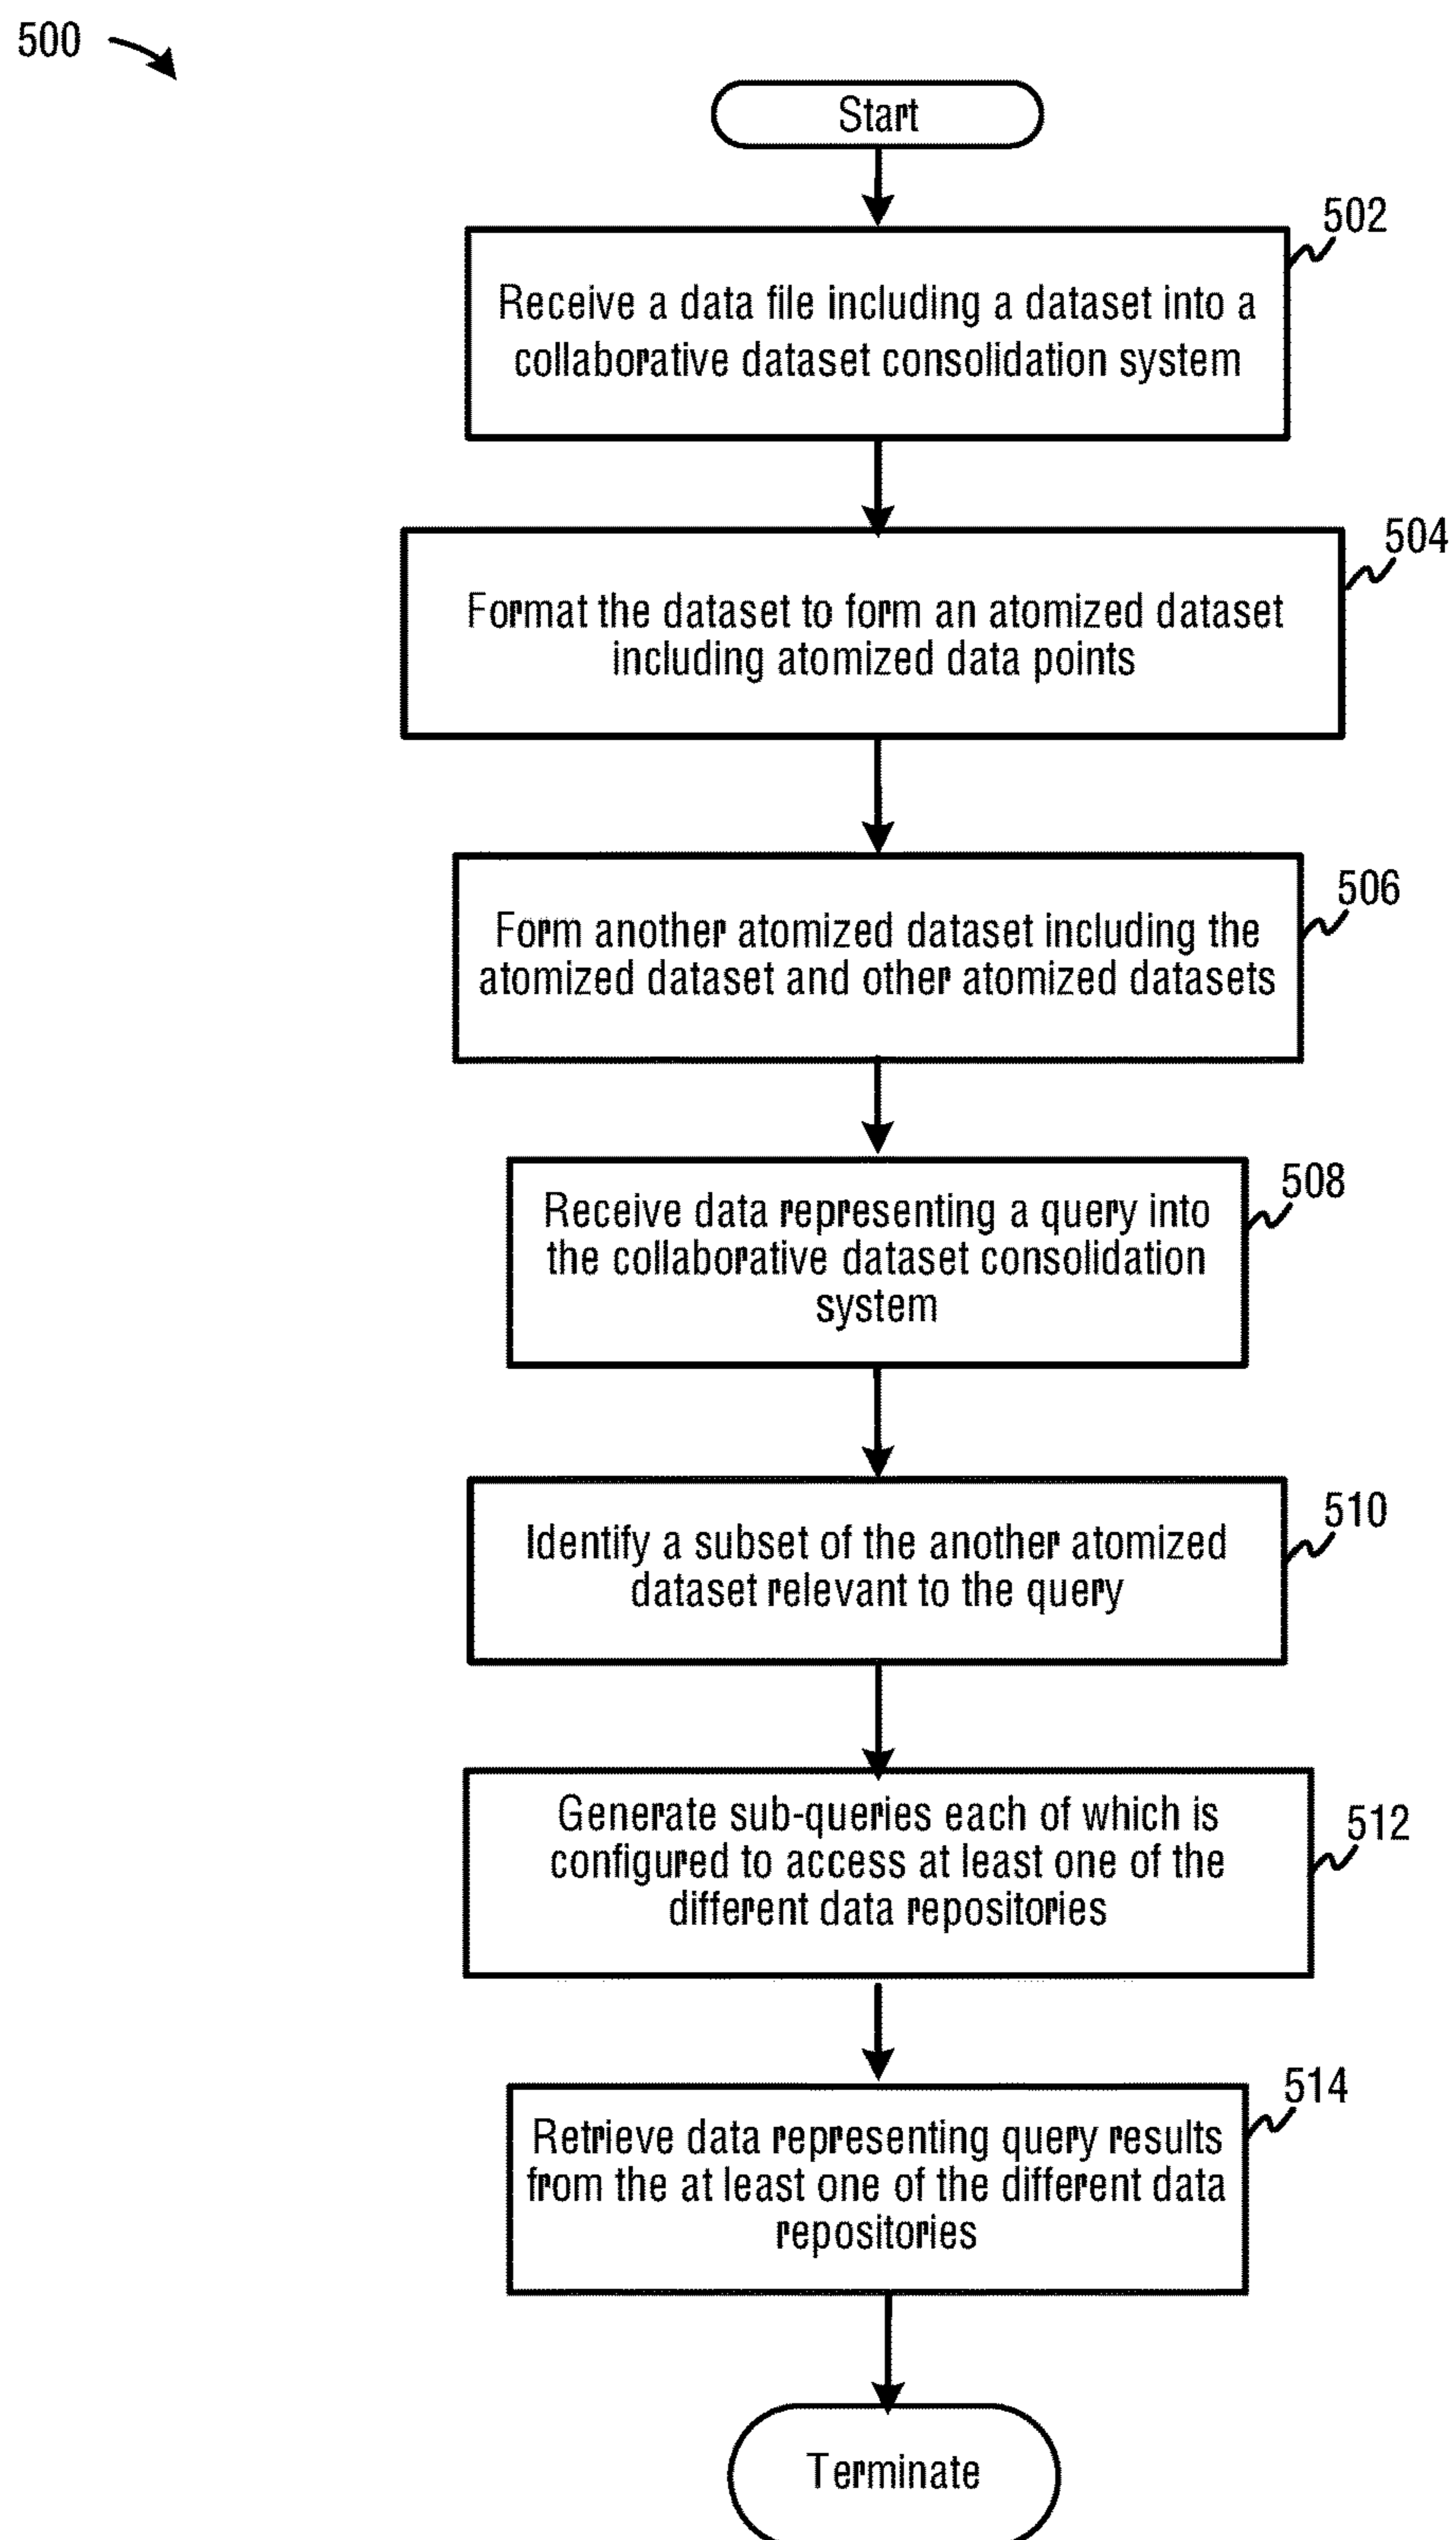 500
Start
502
Receive a data file including a dataset into a
collaborative dataset consolidation system
504
Format the dataset to form an atomized dataset
including atomized data points
506
Form another atomized dataset including the
atomized dataset and other atomized datasets
508
Receive data representing a query into
the collaborative dataset consolidation
system
510
Identify a subset of the another atomized
dataset relevant to the query
512
Generate sub-queries each of which is
configured to access at least one of the
different data repositories
514
Retrieve data representing query results
from the at least one of the different data
repositories
Terminate